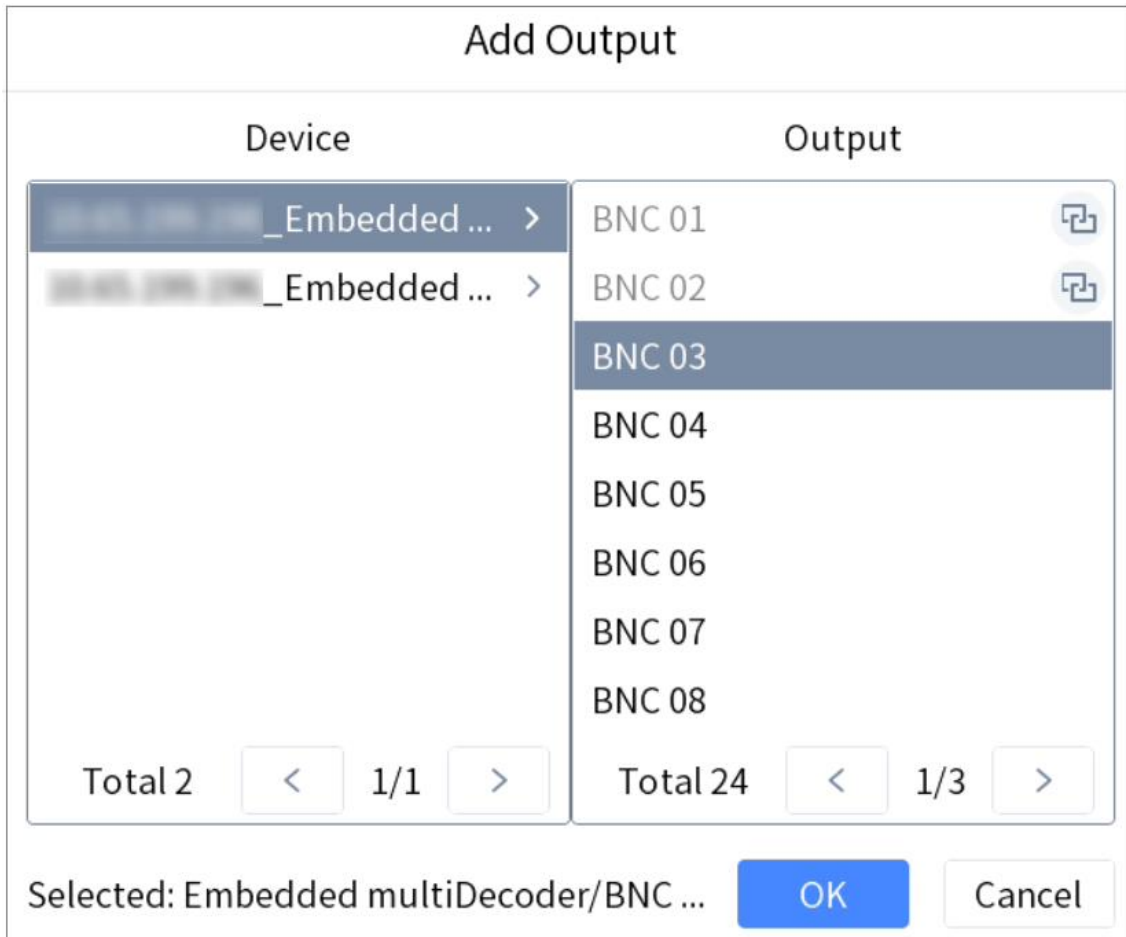 Add Output
Device
Output
_Embedded ...
_Embedded ...
BNC 01
BNC 02
BNC 03
BNC 04
BNC 05
BNC 06
BNC 07
BNC 08
Total 2 < 1/1 >
Total 24 < 1/3 >
Selected: Embedded multiDecoder/BNC ...
OK
Cancel